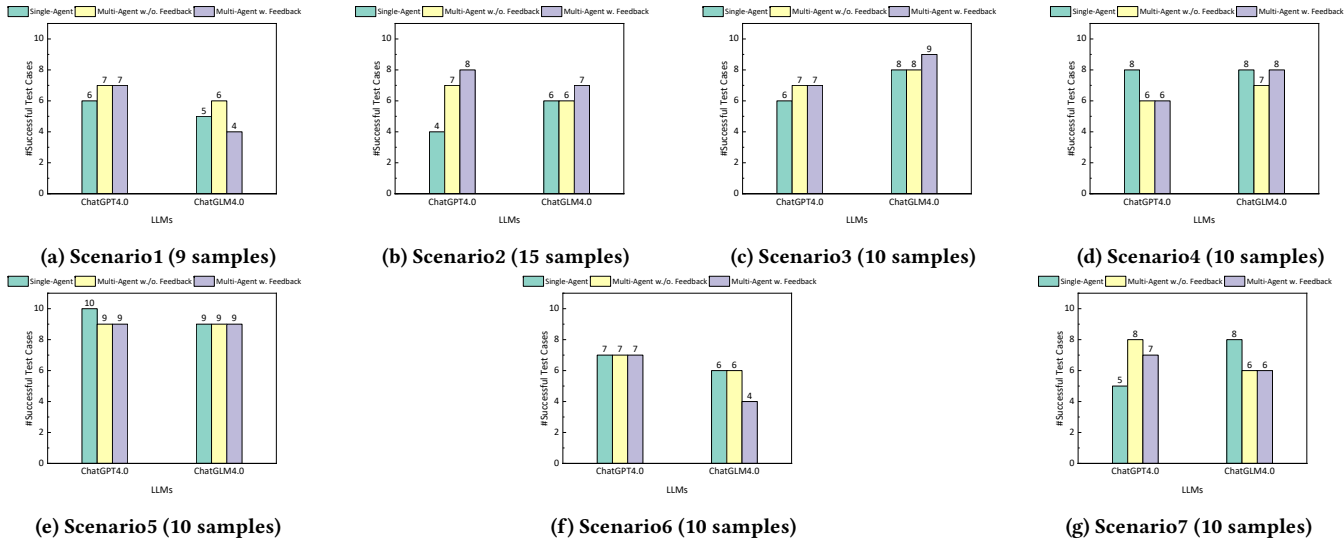 Single-Agent Multi-Agent w./o. Feedback Multi-Agent w. Feedback
#Successful Test Cases
10
8
6
4
2
0
6 7 7
5 6 4
ChatGPT4.0 ChatGLM4.0
LLMs
(a) Scenario1 (9 samples)
Single-Agent Multi-Agent w./o. Feedback Multi-Agent w. Feedback
#Successful Test Cases
10
8
6
4
2
0
4 7 8
6 6 7
ChatGPT4.0 ChatGLM4.0
LLMs
(b) Scenario2 (15 samples)
Single-Agent Multi-Agent w./o. Feedback Multi-Agent w. Feedback
#Successful Test Cases
10
8
6
4
2
0
6 7 7
8 8 9
ChatGPT4.0 ChatGLM4.0
LLMs
(c) Scenario3 (10 samples)
Single-Agent Multi-Agent w./o. Feedback Multi-Agent w. Feedback
#Successful Test Cases
10
8
6
4
2
0
8 6 6
8 7 8
ChatGPT4.0 ChatGLM4.0
LLMs
(d) Scenario4 (10 samples)
Single-Agent Multi-Agent w./o. Feedback Multi-Agent w. Feedback
#Successful Test Cases
10
8
6
4
2
0
10 9 9
9 9 9
ChatGPT4.0 ChatGLM4.0
LLMs
(e) Scenario5 (10 samples)
Single-Agent Multi-Agent w./o. Feedback Multi-Agent w. Feedback
#Successful Test Cases
10
8
6
4
2
0
7 7 7
6 6 4
ChatGPT4.0 ChatGLM4.0
LLMs
(f) Scenario6 (10 samples)
Single-Agent Multi-Agent w./o. Feedback Multi-Agent w. Feedback
#Successful Test Cases
10
8
6
4
2
0
5 8 7
8 6 6
ChatGPT4.0 ChatGLM4.0
LLMs
(g) Scenario7 (10 samples)